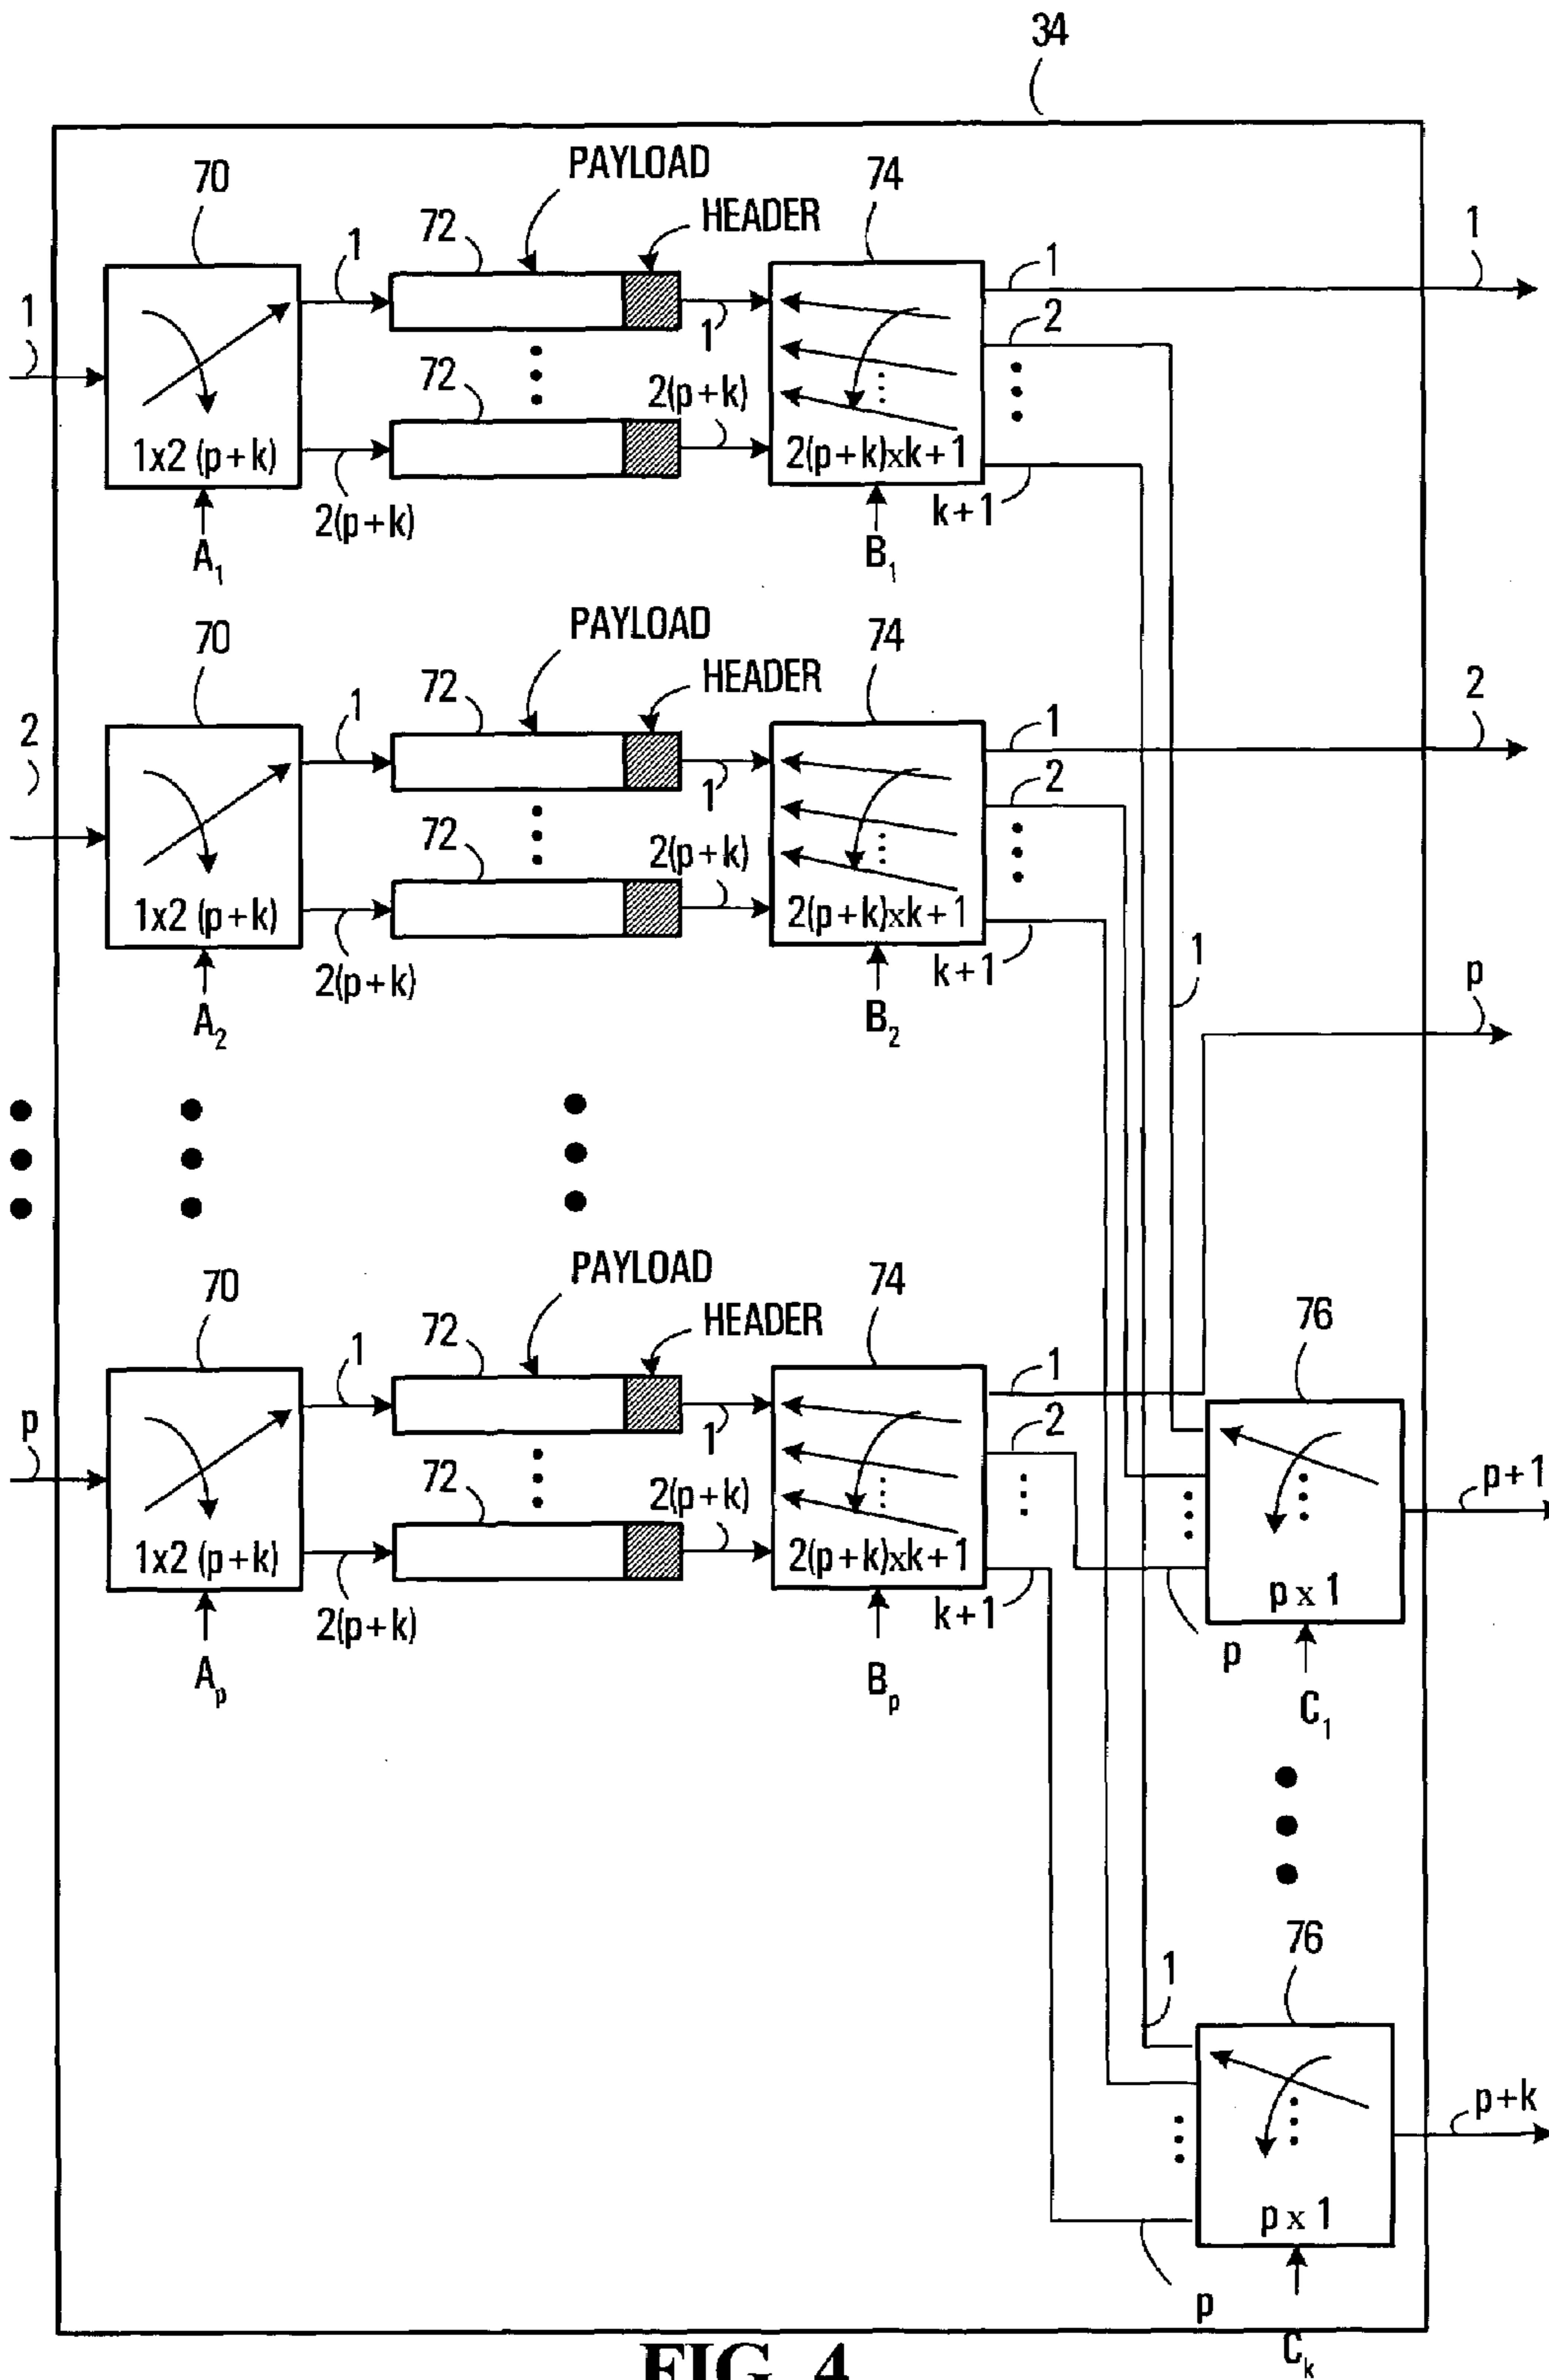 34
70
PAYLOAD
74
72
HEADER
1
1
1
1
2
72
1
2(p+k)
1x2 (p+k)
2(p+k)xk+1
2(p+k)
k+1
A1
B1
70
PAYLOAD
74
72
HEADER
2
1
1
2
2
72
1
2(p+k)
1x2 (p+k)
2(p+k)xk+1
2(p+k)
k+1
1
p
A2
B2
70
PAYLOAD
74
72
HEADER
76
1
1
p
2
72
1
2(p+k)
p+1
1x2 (p+k)
2(p+k)xk+1
p x 1
2(p+k)
k+1
p
Ap
Bp
C1
76
1
p+k
p x 1
p
Ck
FIG. 4